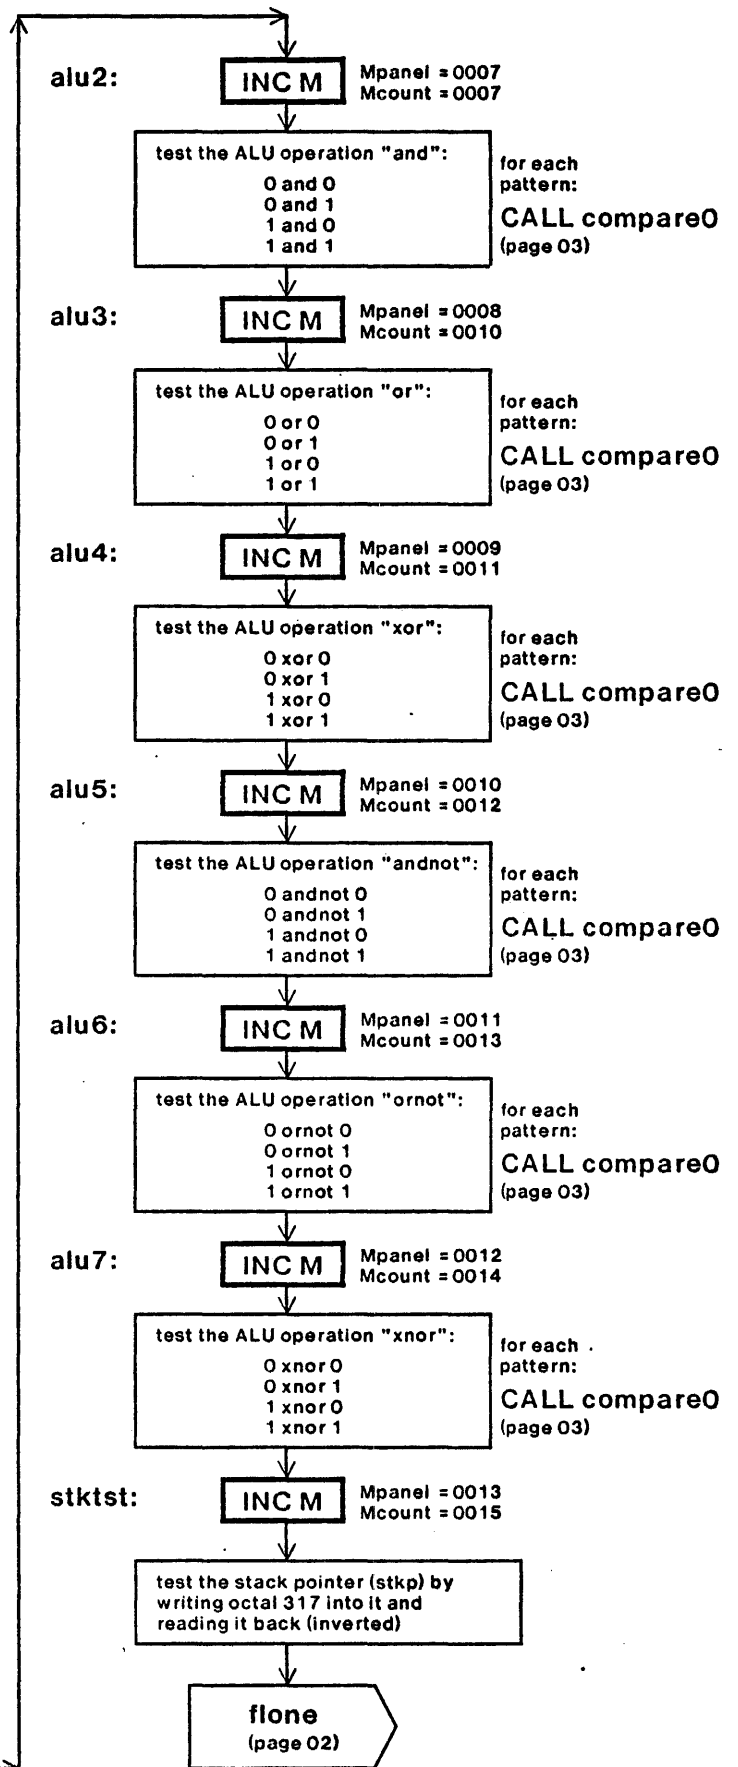 alu2:
INC M
Mpanel = 0007
Mcount = 0007
test the ALU operation "and":
0 and 0
0 and 1
1 and 0
1 and 1
for each
pattern:
CALL compare0
(page 03)
alu3:
INC M
Mpanel = 0008
Mcount = 0010
test the ALU operation "or":
0 or 0
0 or 1
1 or 0
1 or 1
for each
pattern:
CALL compare0
(page 03)
alu4:
INC M
Mpanel = 0009
Mcount = 0011
test the ALU operation "xor":
0 xor 0
0 xor 1
1 xor 0
1 xor 1
for each
pattern:
CALL compare0
(page 03)
alu5:
INC M
Mpanel = 0010
Mcount = 0012
test the ALU operation "andnot":
0 andnot 0
0 andnot 1
1 andnot 0
1 andnot 1
for each
pattern:
CALL compare0
(page 03)
alu6:
INC M
Mpanel = 0011
Mcount = 0013
test the ALU operation "ornot":
0 ornot 0
0 ornot 1
1 ornot 0
1 ornot 1
for each
pattern:
CALL compare0
(page 03)
alu7:
INC M
Mpanel = 0012
Mcount = 0014
test the ALU operation "xnor":
0 xnor 0
0 xnor 1
1 xnor 0
1 xnor 1
for each
pattern:
CALL compare0
(page 03)
stktst:
INC M
Mpanel = 0013
Mcount = 0015
test the stack pointer (stkp) by
writing octal 317 into it and
reading it back (inverted)
flone
(page 02)